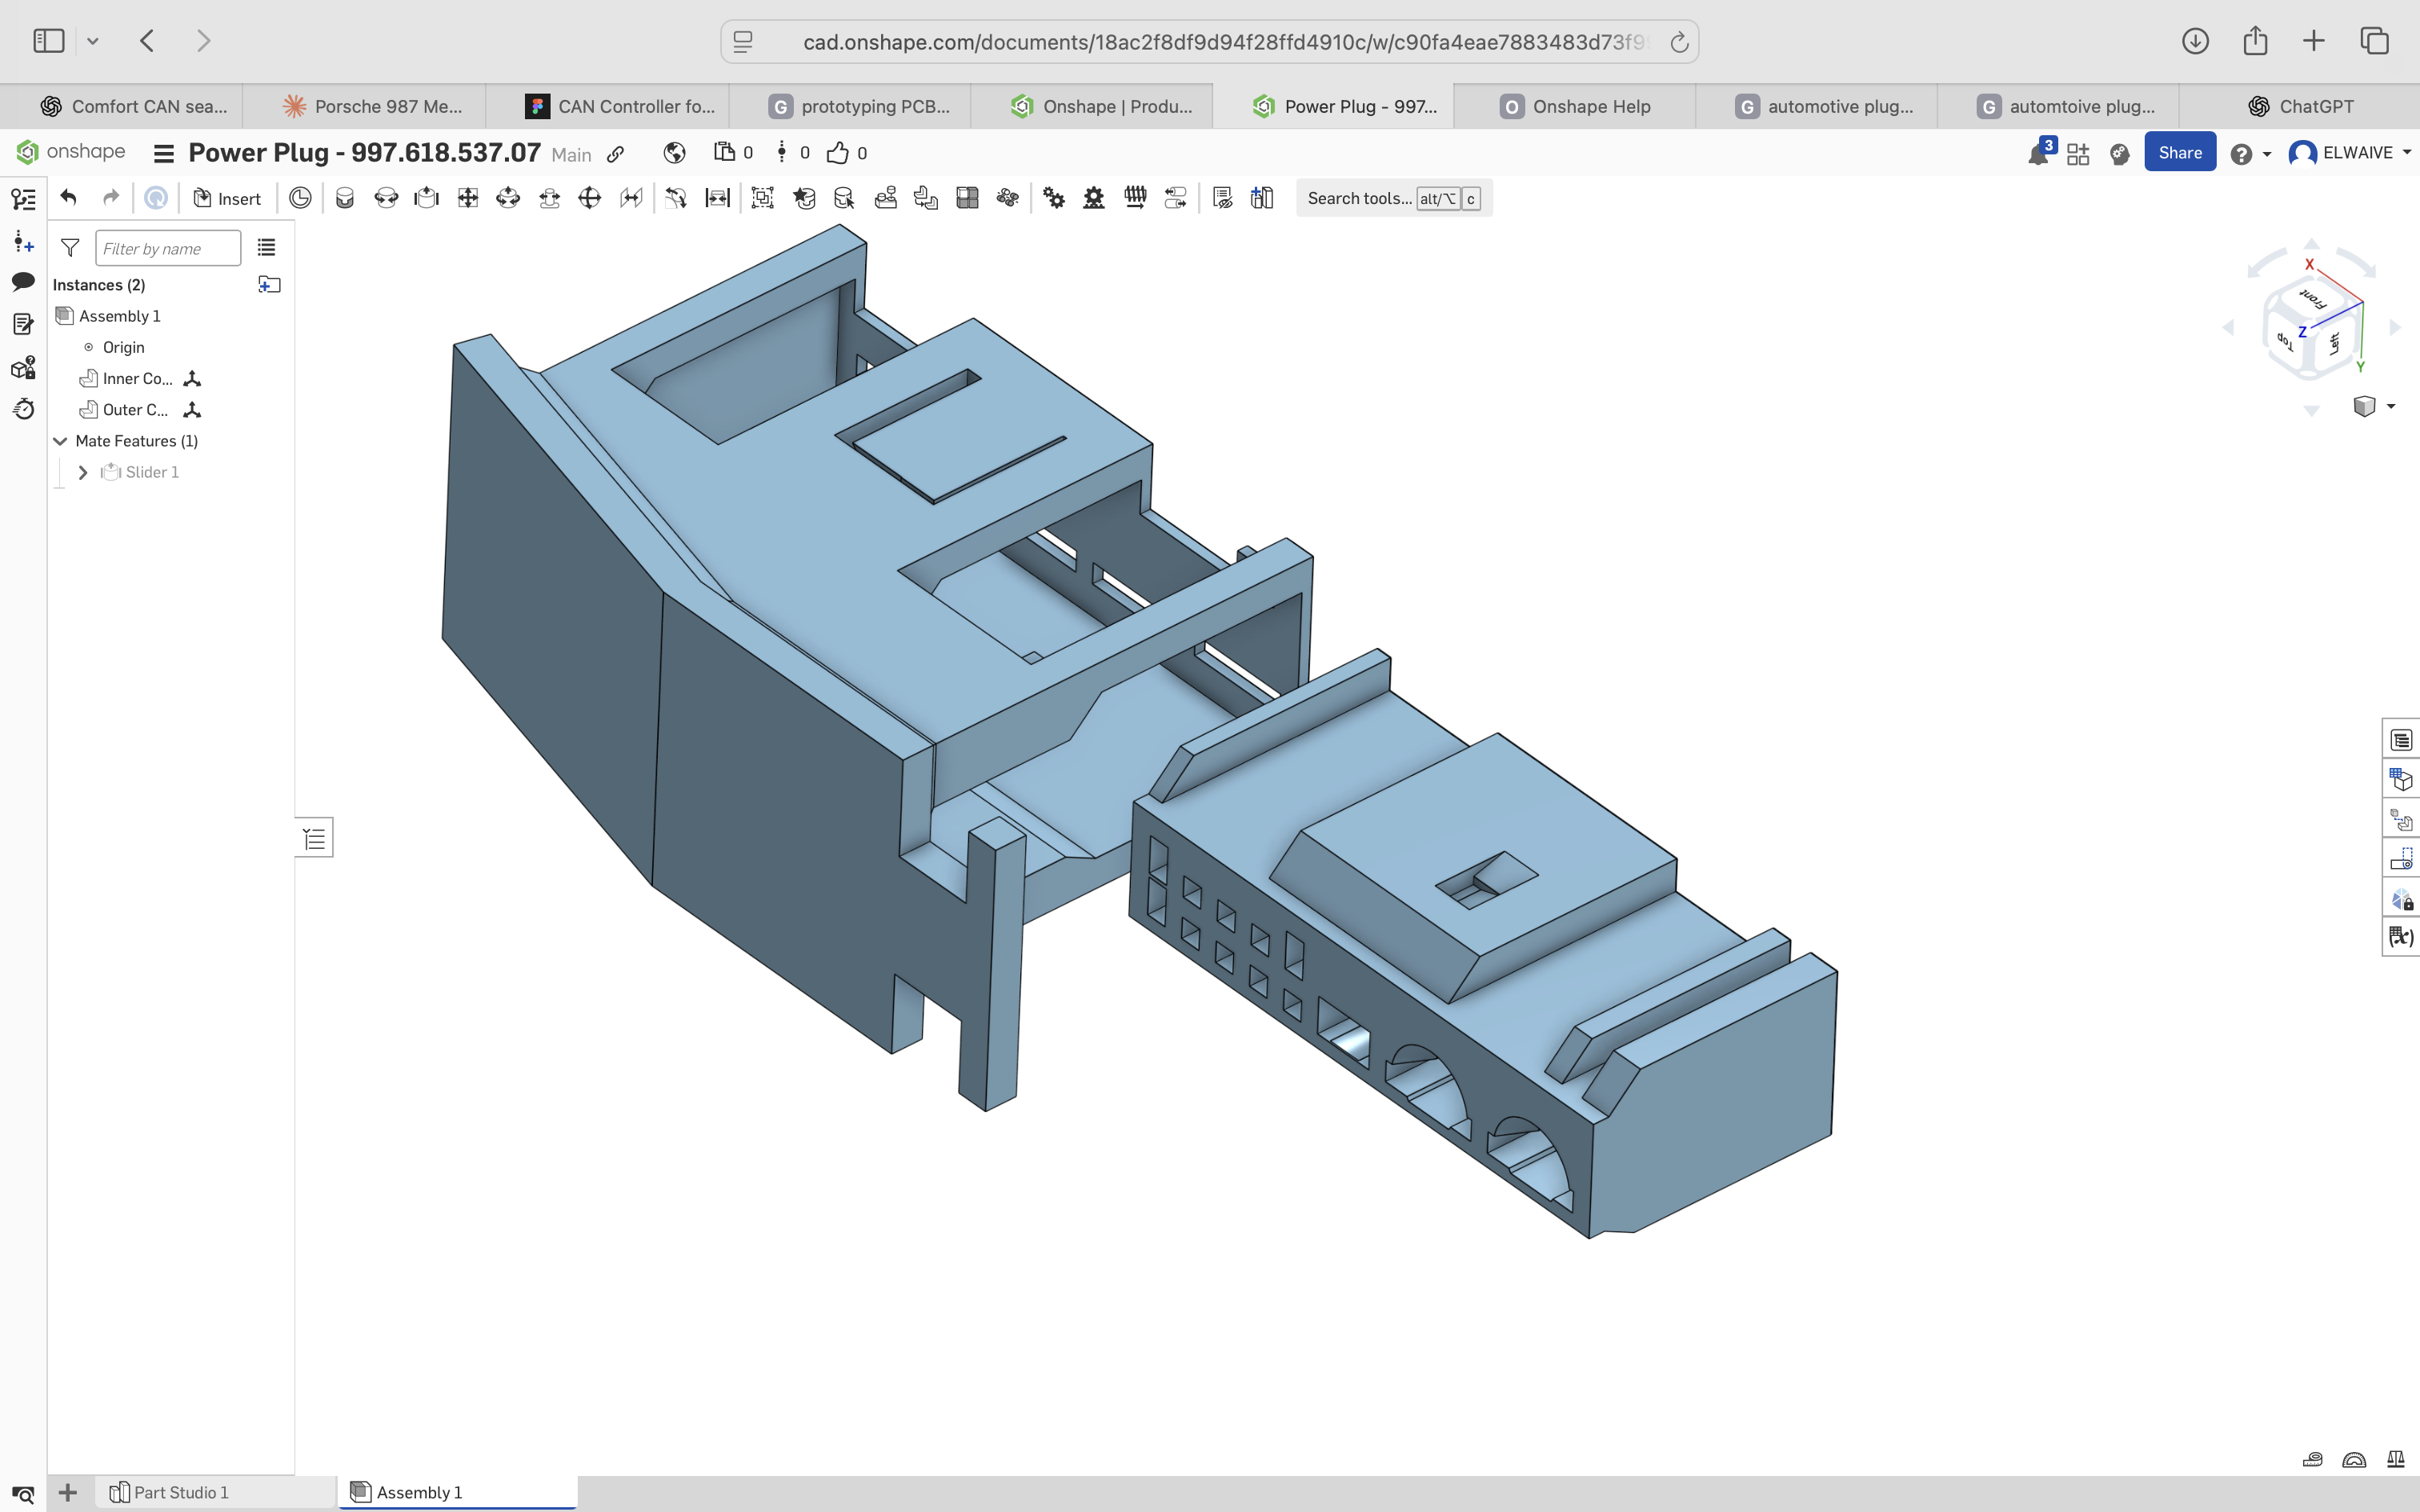 cad.onshape.com/documents/18ac2f8df9d94f28ffd4910c/w/c90fa4eae7883483d73f9
Comfort CAN sea... Porsche 987 Me... CAN Controller fo... prototyping PCB... Onshape | Produ... Power Plug - 997.... Onshape Help automotive plug... automtoive plug... ChatGPT
onshape Power Plug - 997.618.537.07 Main 0 0 0 3 Share ELWAIVE
Insert Search tools... alt/⌥ c
Filter by name
Instances (2)
Assembly 1
Origin
Inner Co...
Outer C...
Mate Features (1)
Slider 1
X
Front
Z
Top
Left
Y
(x)
Part Studio 1 Assembly 1